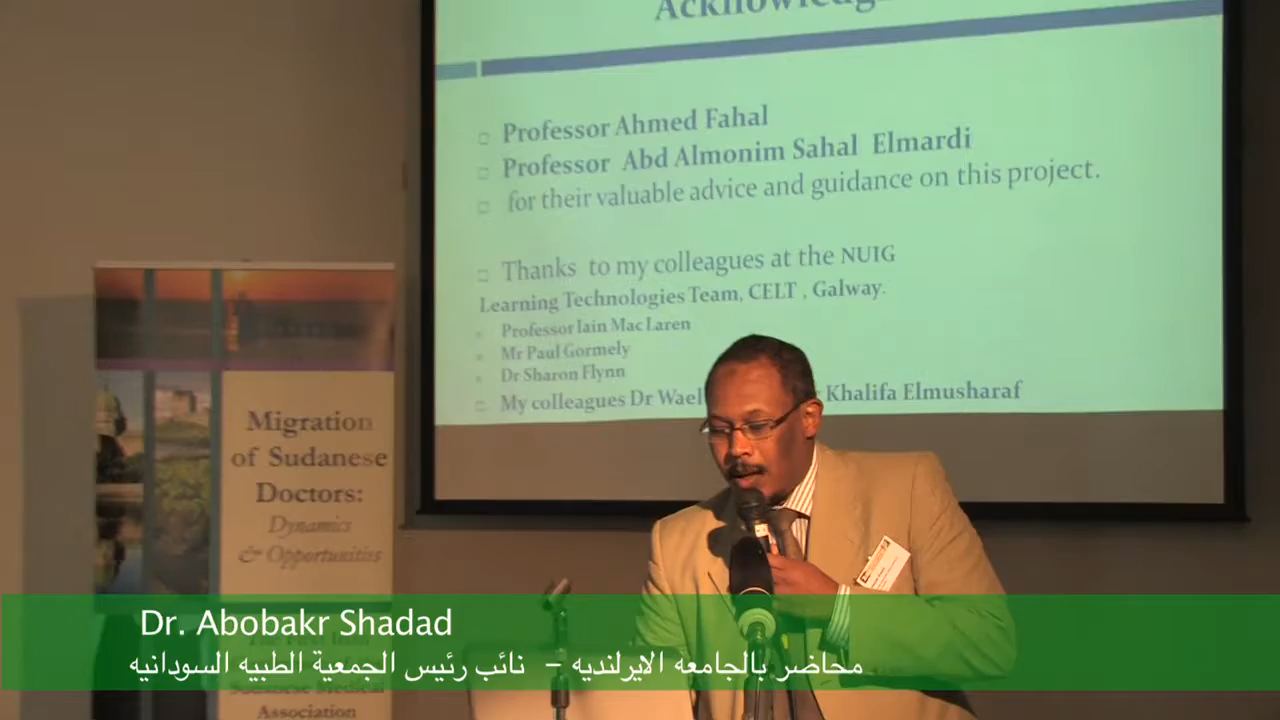 Professor Ahmed Fahal
Professor Abd Almonim Sahal Elmardi
for their valuable advice and guidance on this project.
Thanks to my colleagues at the NUIG
Learning Technologies Team, CELT , Galway.
Professor Iain Mac Laren
Mr Paul Gormely
Dr Sharon Flynn
My colleagues Dr Wael Khalifa Elmusharaf
Migration
of Sudanese
Doctors:
Dynamics
& Opportunities
Sudanese Medical
Association
Dr. Abobakr Shadad
محاضر بالجامعه الايرلنديه – نائب رئيس الجمعية الطبيه السودانيه